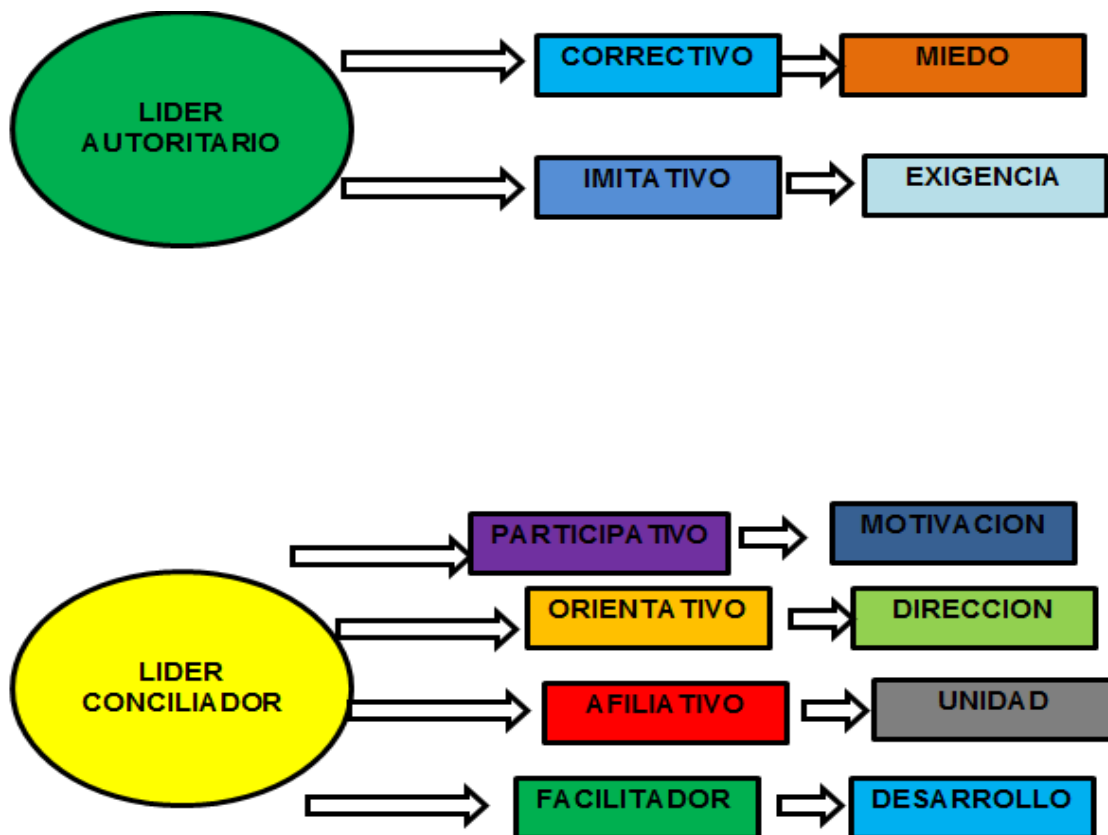 LIDER
AUTORITARIO
CORRECTIVO
MIEDO
IMITATIVO
EXIGENCIA
LIDER
CONCILIADOR
PARTICIPATIVO
MOTIVACION
ORIENTATIVO
DIRECCION
AFILIATIVO
UNIDAD
FACILITADOR
DESARROLLO